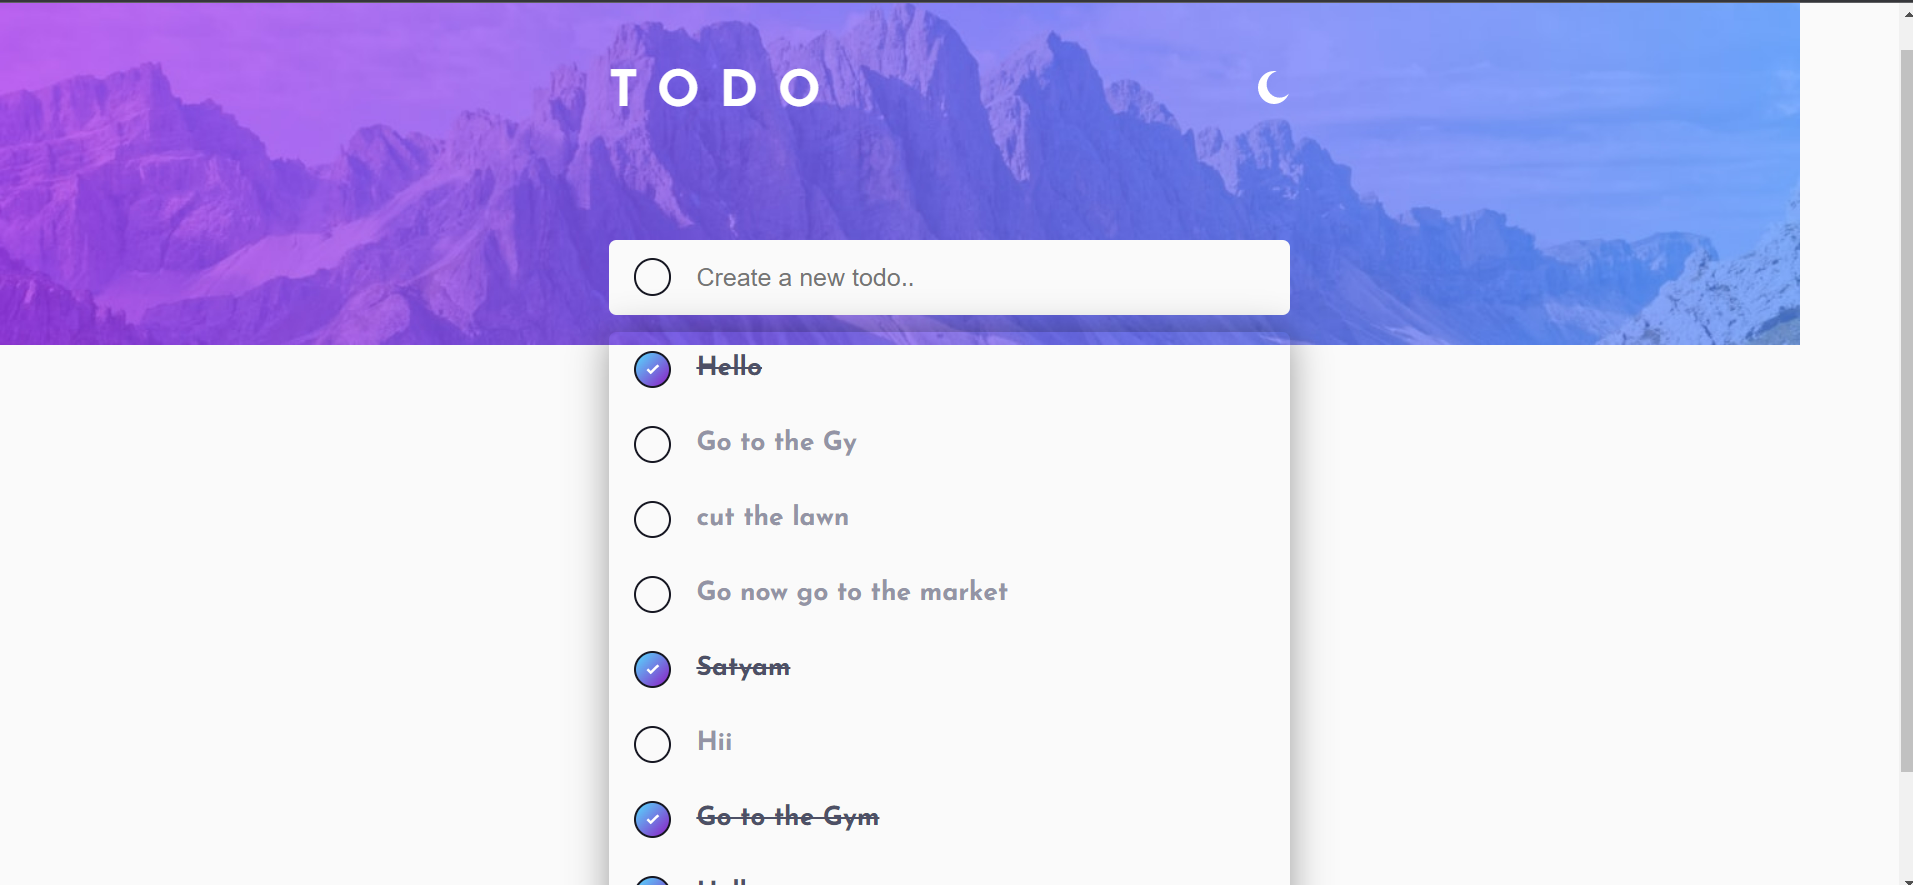 TODO
Create a new todo..
Hello
Go to the Gy
cut the lawn
Go now go to the market
Satyam
Hii
Go to the Gym